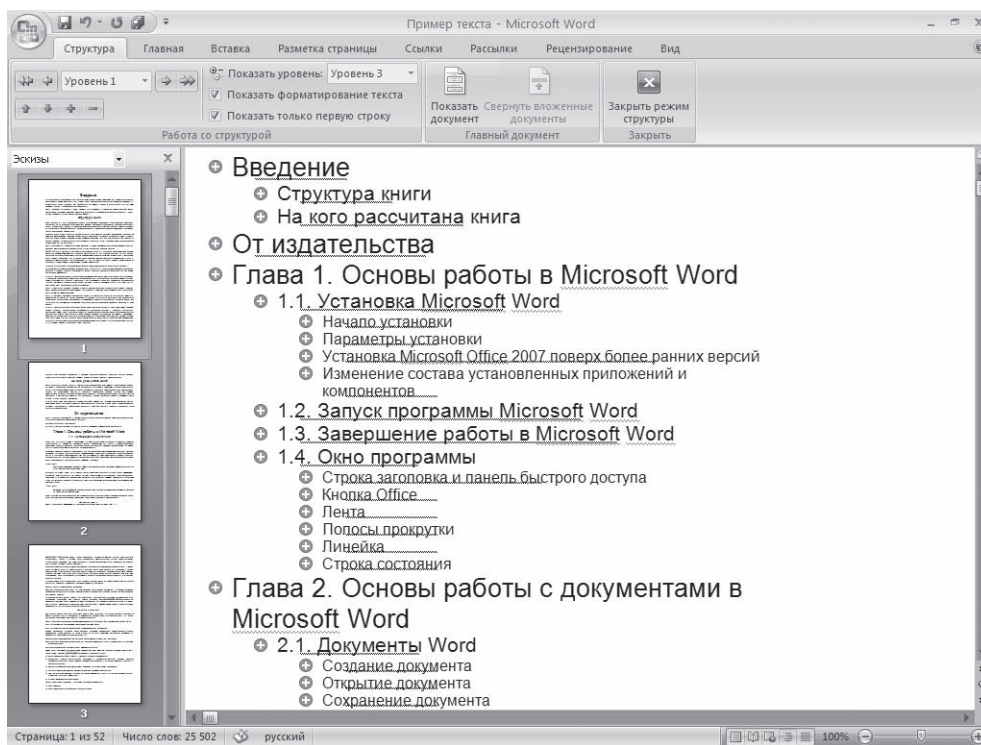 Пример текста - Microsoft Word
Структура Главная Вставка Разметка страницы Ссылки Рассылки Рецензирование Вид
Уровень 1
Показать уровень: Уровень 3
Показать форматирование текста
Показать только первую строку
Работа со структурой
Показать документ
Свернуть вложенные документы
Главный документ
Закрыть режим структуры
Закрыть
Эскизы
1
2
3
Введение
Структура книги
На кого рассчитана книга
От издательства
Глава 1. Основы работы в Microsoft Word
1.1. Установка Microsoft Word
Начало установки
Параметры установки
Установка Microsoft Office 2007 поверх более ранних версий
Изменение состава установленных приложений и
компонентов
1.2. Запуск программы Microsoft Word
1.3. Завершение работы в Microsoft Word
1.4. Окно программы
Строка заголовка и панель быстрого доступа
Кнопка Office
Лента
Полосы прокрутки
Линейка
Строка состояния
Глава 2. Основы работы с документами в
Microsoft Word
2.1. Документы Word
Создание документа
Открытие документа
Сохранение документа
Страница: 1 из 52 Число слов: 25 502 русский 100%